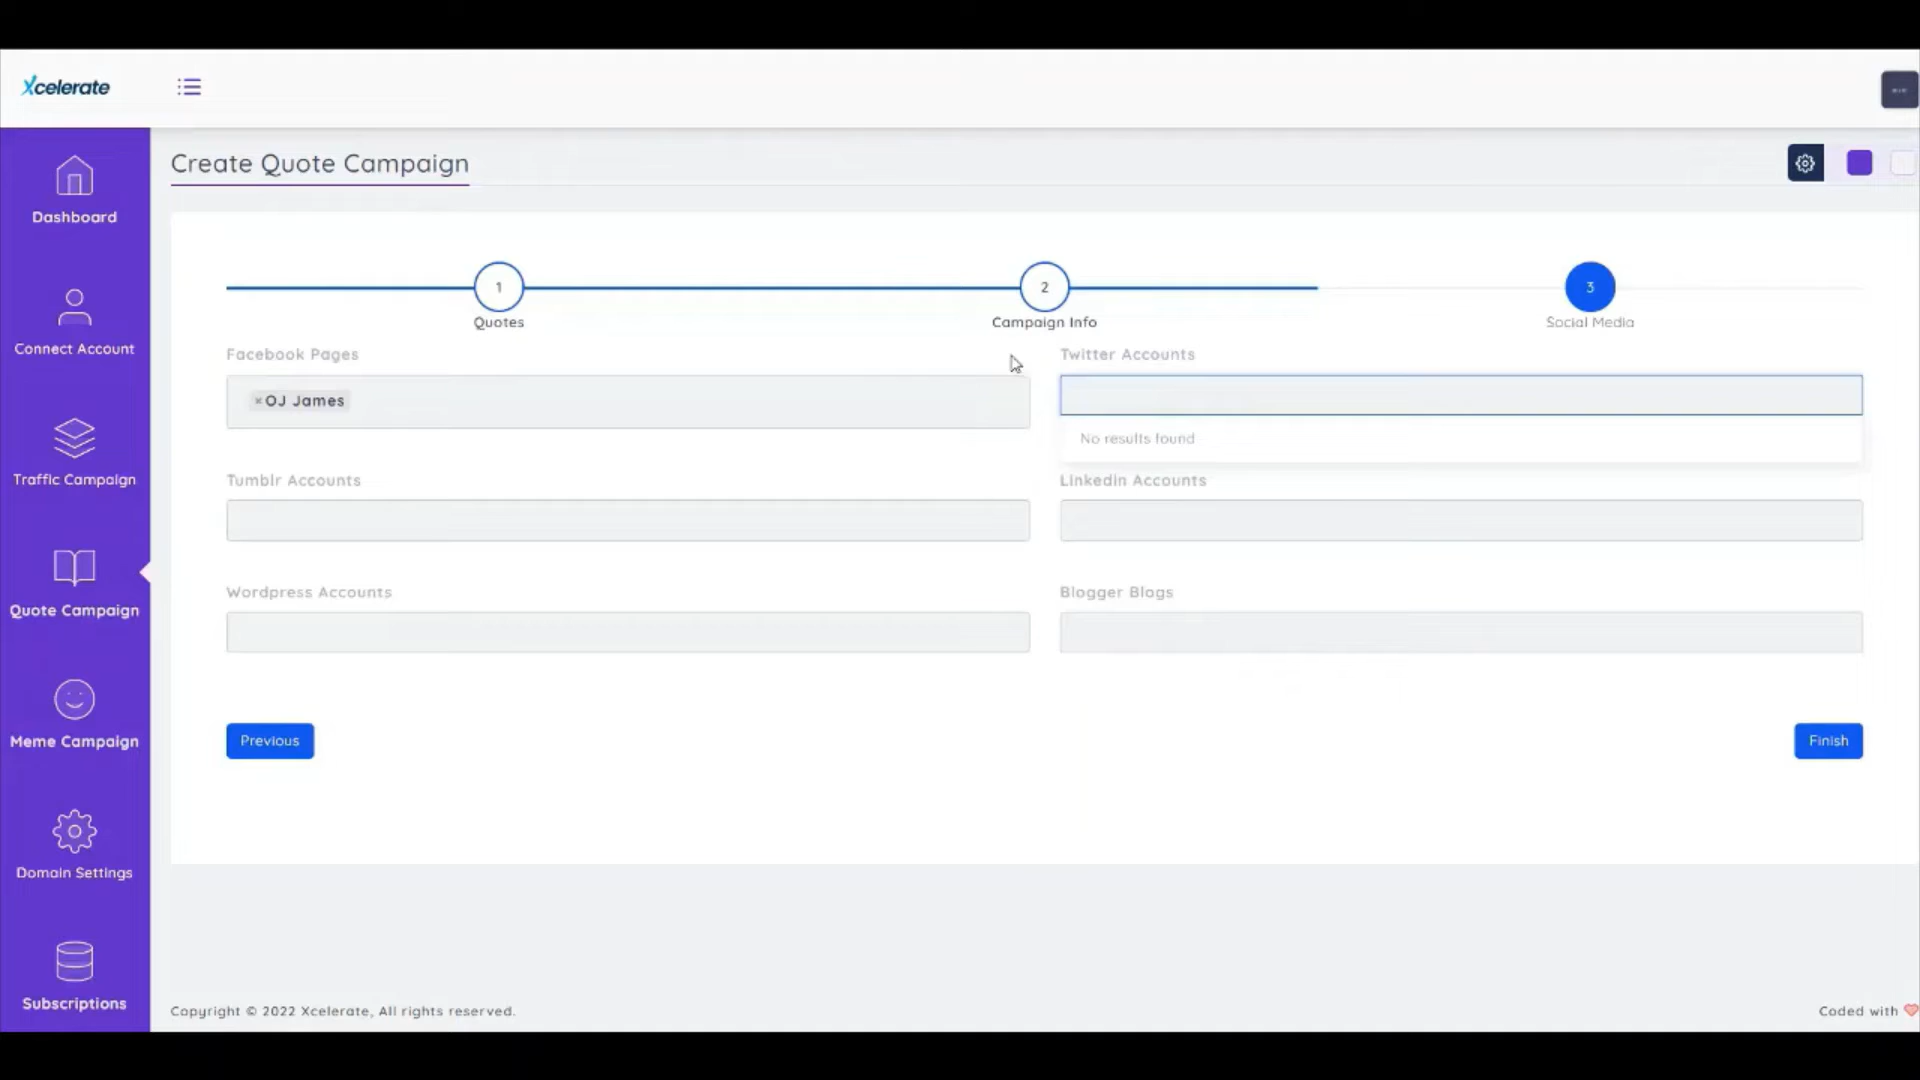 Xcelerate
Create Quote Campaign
Dashboard
Connect Account
Traffic Campaign
Quote Campaign
Meme Campaign
Domain Settings
Subscriptions
1
2
3
Quotes
Campaign Info
Social Media
Facebook Pages
Twitter Accounts
×OJ James
No results found
Tumblr Accounts
Linkedin Accounts
Wordpress Accounts
Blogger Blogs
Previous
Finish
Copyright © 2022 Xcelerate, All rights reserved.
Coded with